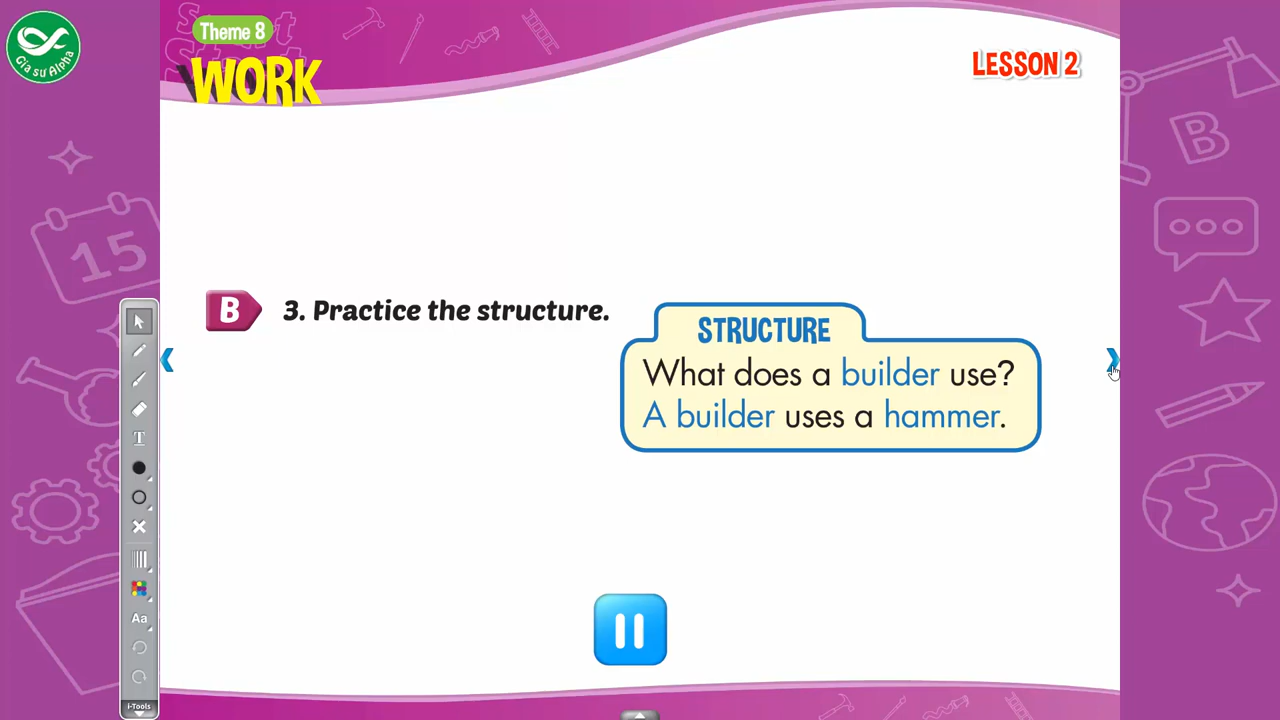 Gia sư Alpha
Theme 8
WORK
LESSON 2
15
B
B
3. Practice the structure.
STRUCTURE
What does a builder use?
A builder uses a hammer.
T
Aa
i-Tools